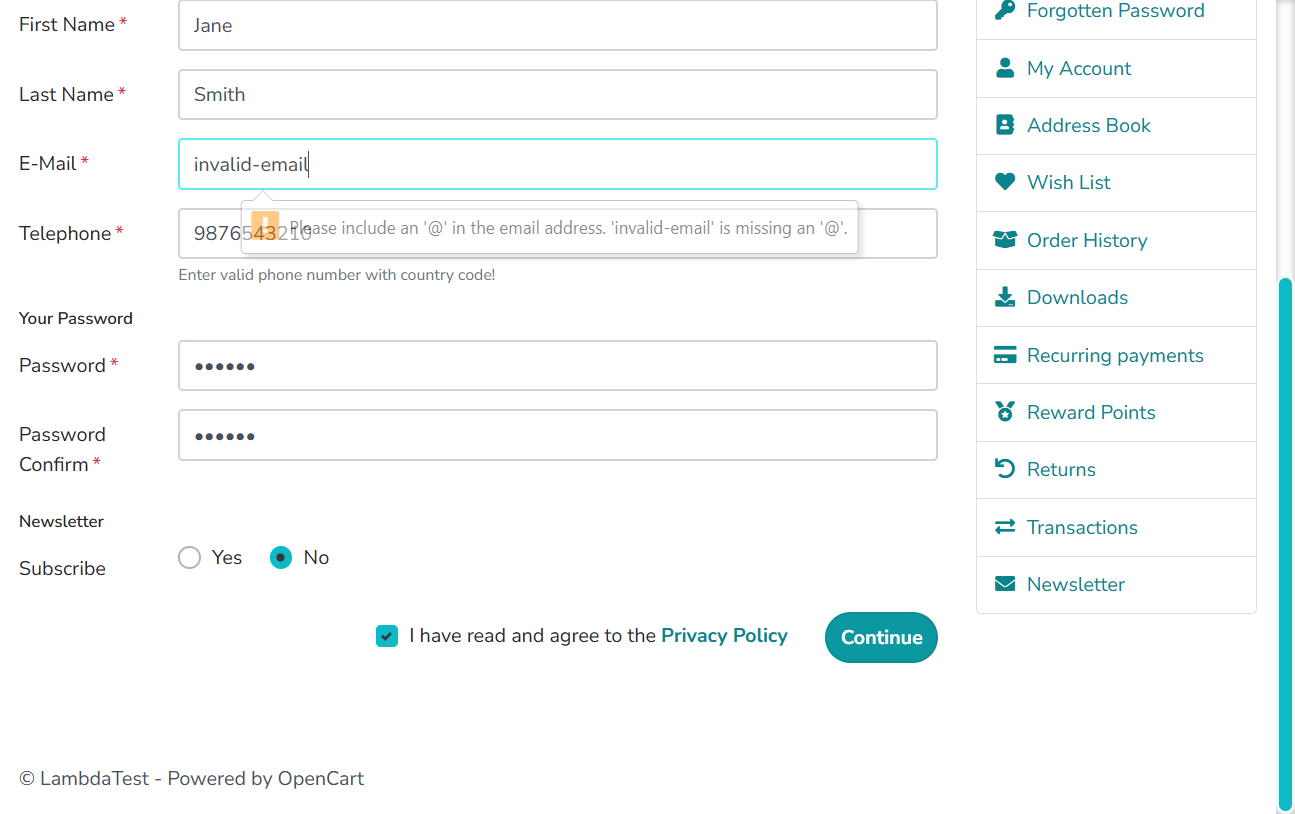 First Name *
Jane
Last Name *
Smith
E-Mail *
invalid-email
Please include an '@' in the email address. 'invalid-email' is missing an '@'.
Telephone *
9876543210
Enter valid phone number with country code!
Your Password
Password *
••••••
Password
Confirm *
••••••
Newsletter
Subscribe
Yes
No
I have read and agree to the Privacy Policy
Continue
© LambdaTest - Powered by OpenCart
Forgotten Password
My Account
Address Book
Wish List
Order History
Downloads
Recurring payments
Reward Points
Returns
Transactions
Newsletter